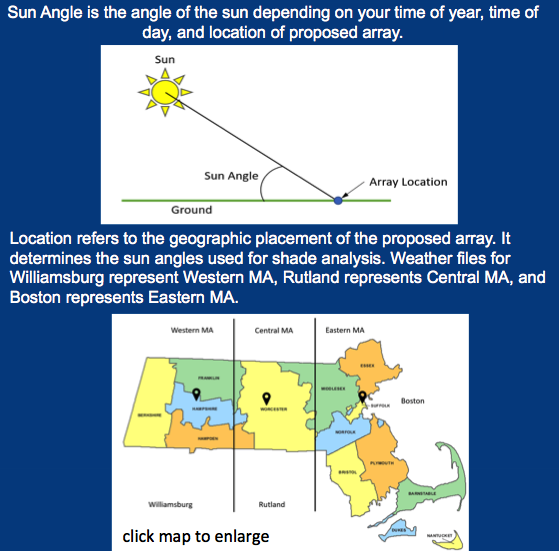 Sun Angle is the angle of the sun depending on your time of year, time of
day, and location of proposed array.
Sun
Sun Angle
Array Location
Ground
Location refers to the geographic placement of the proposed array. It
determines the sun angles used for shade analysis. Weather files for
Williamsburg represent Western MA, Rutland represents Central MA, and
Boston represents Eastern MA.
Western MA
Central MA
Eastern MA
ESSEX
FRANKLIN
MIDDLESEX
Boston
SUFFOLK
HAMPSHIRE
WORCESTER
BERKSHIRE
NORFOLK
HAMPDEN
PLYMOUTH
BRISTOL
BARNSTABLE
Williamsburg
Rutland
DUKES
NANTUCKET
click map to enlarge